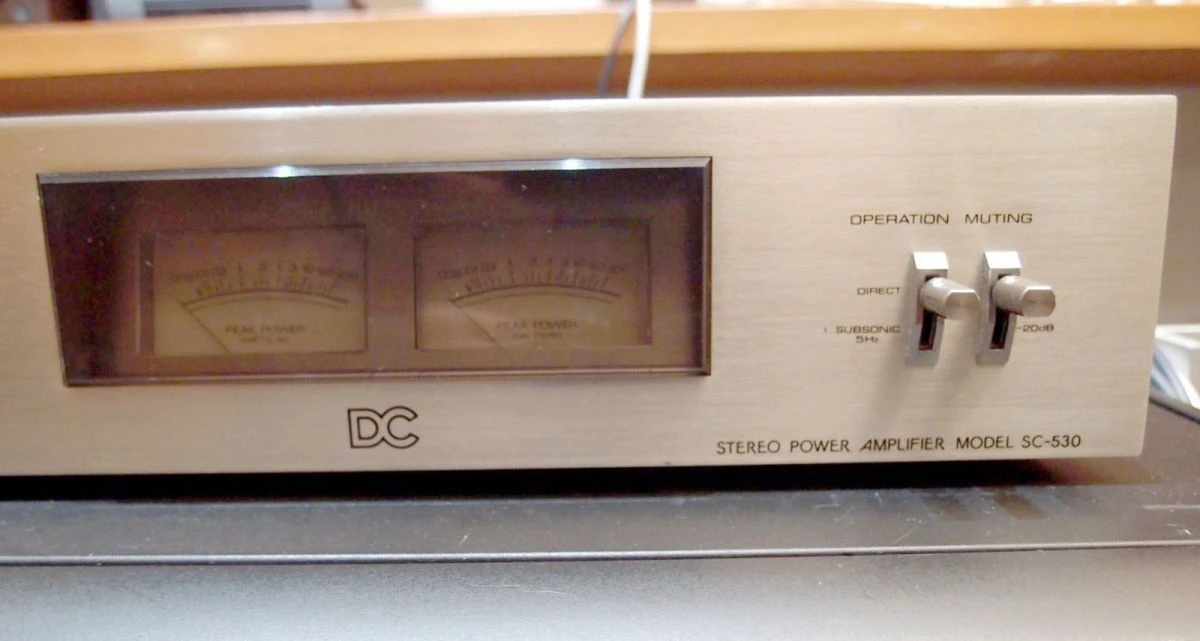 OPERATION MUTING
DIRECT
SUBSONIC
5Hz
-20dB
PEAK POWER
PEAK POWER
DC
STEREO POWER AMPLIFIER MODEL SC-530